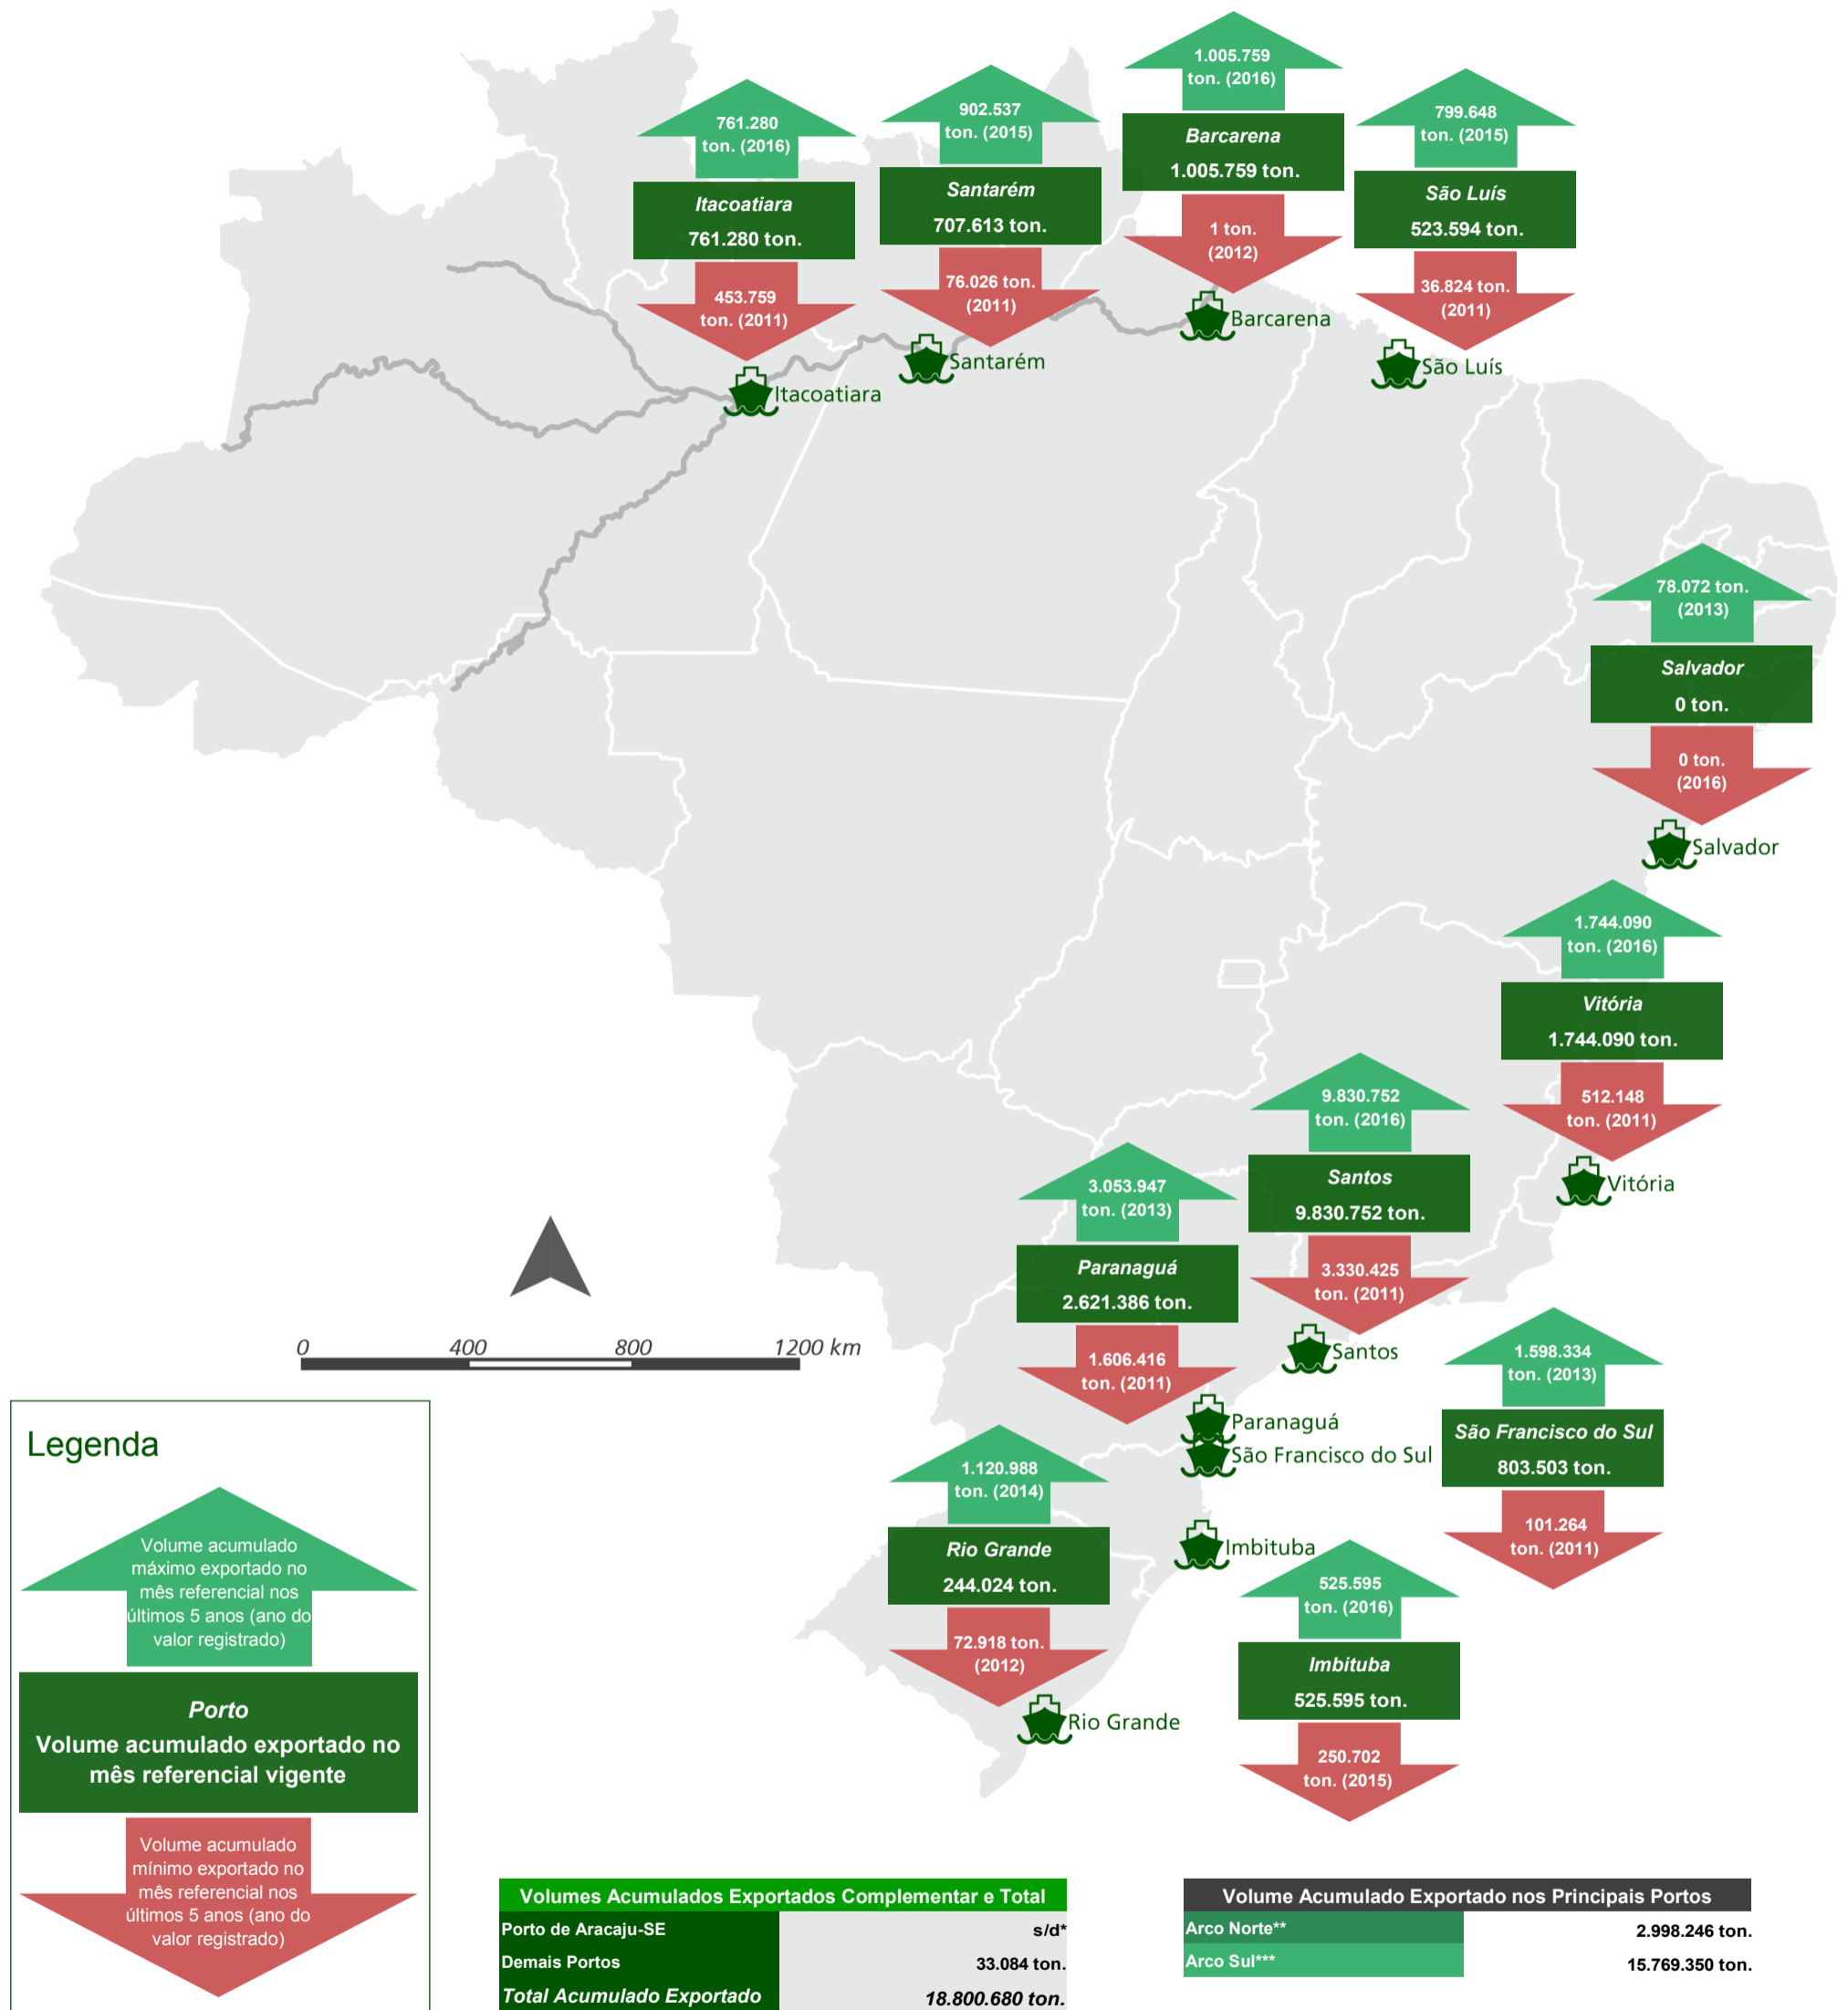 1.005.759
ton. (2016)
Barcarena
1.005.759 ton.
1 ton.
(2012)
Barcarena
902.537
ton. (2015)
Santarém
707.613 ton.
76.026 ton.
(2011)
Santarém
799.648
ton. (2015)
São Luís
523.594 ton.
36.824 ton.
(2011)
São Luís
761.280
ton. (2016)
Itacoatiara
761.280 ton.
453.759
ton. (2011)
Itacoatiara
78.072 ton.
(2013)
Salvador
0 ton.
0 ton.
(2016)
Salvador
1.744.090
ton. (2016)
Vitória
1.744.090 ton.
512.148
ton. (2011)
Vitória
9.830.752
ton. (2016)
Santos
9.830.752 ton.
3.330.425
ton. (2011)
Santos
3.053.947
ton. (2013)
Paranaguá
2.621.386 ton.
1.606.416
ton. (2011)
Paranaguá
São Francisco do Sul
1.598.334
ton. (2013)
São Francisco do Sul
803.503 ton.
101.264
ton. (2011)
0 400 800 1200 km
1.120.988
ton. (2014)
Rio Grande
244.024 ton.
72.918 ton.
(2012)
Rio Grande
Imbituba
525.595
ton. (2016)
Imbituba
525.595 ton.
250.702
ton. (2015)
Legenda
Volume acumulado
máximo exportado no
mês referencial nos
últimos 5 anos (ano do
valor registrado)
Porto
Volume acumulado exportado no
mês referencial vigente
Volume acumulado
mínimo exportado no
mês referencial nos
últimos 5 anos (ano do
valor registrado)
Volumes Acumulados Exportados Complementar e Total
Porto de Aracaju-SE s/d*
Demais Portos 33.084 ton.
Total Acumulado Exportado 18.800.680 ton.
Volume Acumulado Exportado nos Principais Portos
Arco Norte** 2.998.246 ton.
Arco Sul*** 15.769.350 ton.